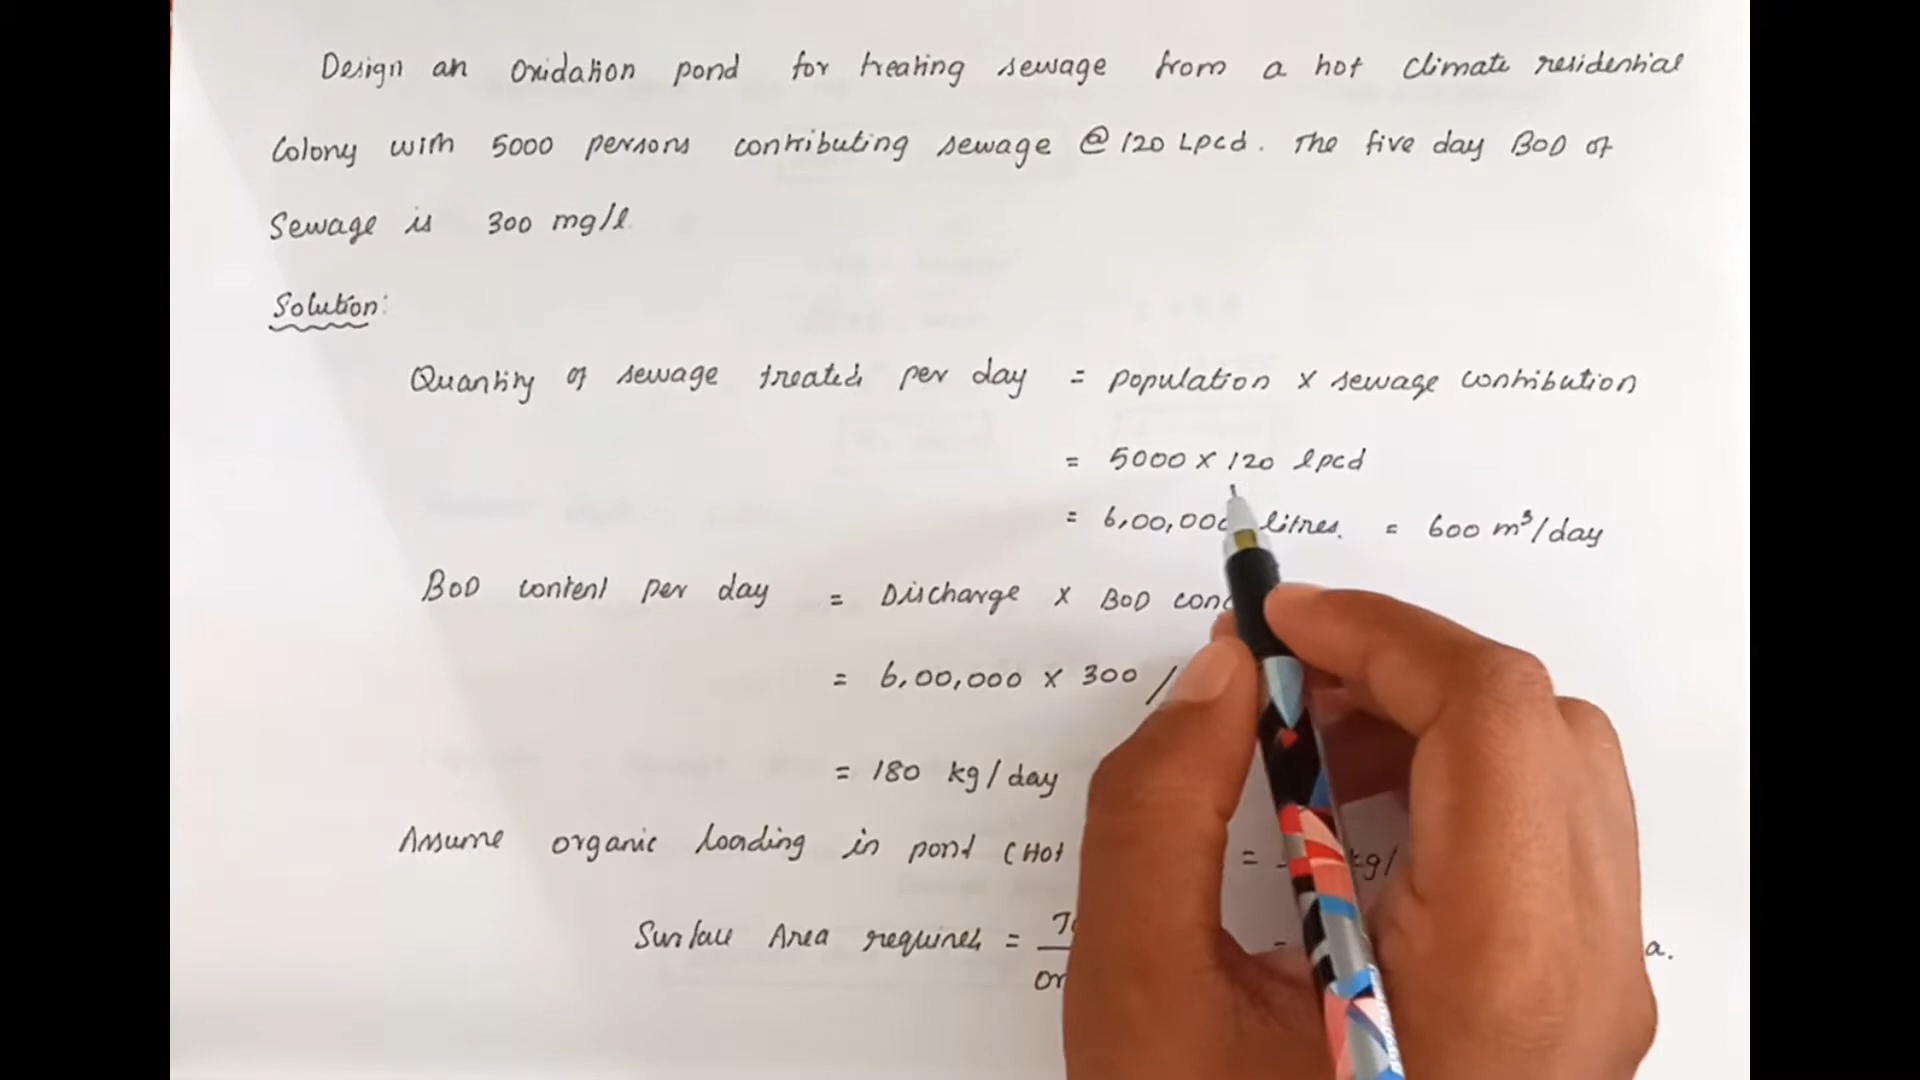 Design an oxidation pond for treating sewage from a hot climate residential
Colony with 5000 persons contributing sewage @ 120 Lpcd. The five day BOD of
Sewage is 300 mg/l.
Solution:
Quantity of sewage treated per day = population x sewage contribution
= 5000 x 120 lpcd
= 6,00,000 litres. = 600 m³/day
BOD content per day = Discharge x BOD
= 6,00,000 x 300 /
= 180 kg/day
Assume organic loading in pond (Hot = kg/
Surface Area required = =